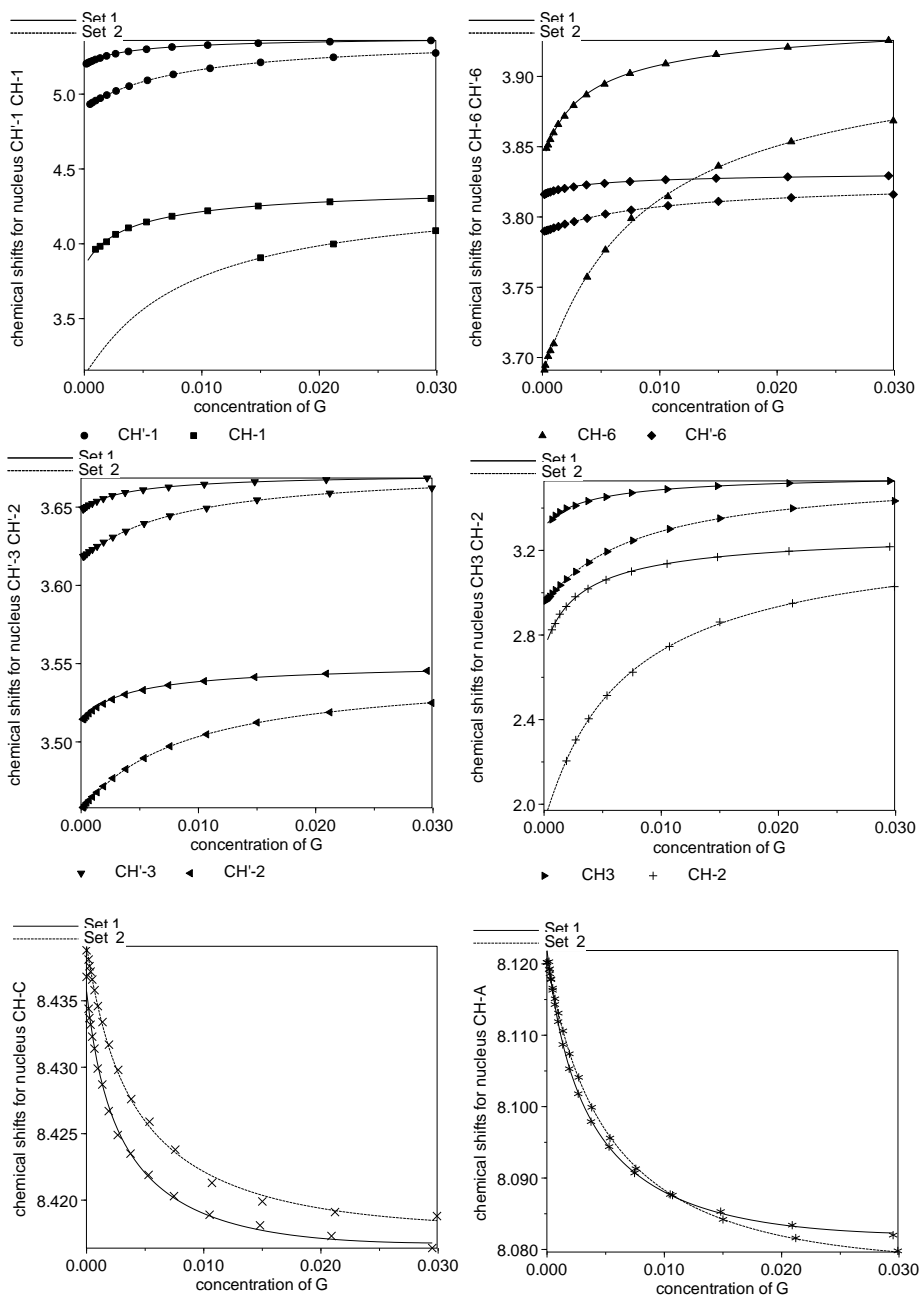 Set 1
Set 2
5.0
4.5
4.0
3.5
chemical shifts for nucleus CH'-1 CH-1
0.000 0.010 0.020 0.030
concentration of G
CH'-1 CH-1
Set 1
Set 2
3.90
3.85
3.80
3.75
3.70
chemical shifts for nucleus CH-6 CH'-6
0.000 0.010 0.020 0.030
concentration of G
CH-6 CH'-6
Set 1
Set 2
3.65
3.60
3.55
3.50
chemical shifts for nucleus CH'-3 CH'-2
0.000 0.010 0.020 0.030
concentration of G
CH'-3 CH'-2
Set 1
Set 2
3.2
2.8
2.4
2.0
chemical shifts for nucleus CH3 CH-2
0.000 0.010 0.020 0.030
concentration of G
CH3 CH-2
Set 1
Set 2
8.435
8.430
8.425
8.420
chemical shifts for nucleus CH-C
0.000 0.010 0.020 0.030
concentration of G
Set 1
Set 2
8.120
8.110
8.100
8.090
8.080
chemical shifts for nucleus CH-A
0.000 0.010 0.020 0.030
concentration of G